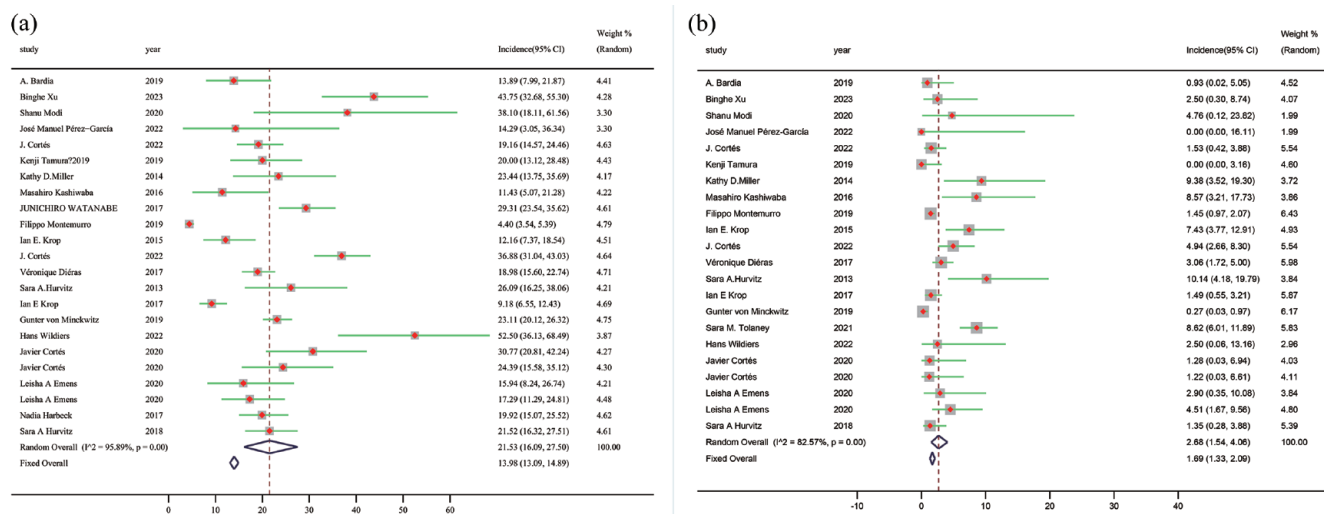 (a)
Weight %
study year Incidence(95% CI) (Random)
A. Bardia 2019 13.89 (7.99, 21.87) 4.41
Binghe Xu 2023 43.75 (32.68, 55.30) 4.28
Shanu Modi 2020 38.10 (18.11, 61.56) 3.30
José Manuel Pérez−García 2022 14.29 (3.05, 36.34) 3.30
J. Cortés 2022 19.16 (14.57, 24.46) 4.63
Kenji Tamura?2019 2019 20.00 (13.12, 28.48) 4.43
Kathy D.Miller 2014 23.44 (13.75, 35.69) 4.17
Masahiro Kashiwaba 2016 11.43 (5.07, 21.28) 4.22
JUNICHIRO WATANABE 2017 29.31 (23.54, 35.62) 4.61
Filippo Montemurro 2019 4.40 (3.54, 5.39) 4.79
Ian E. Krop 2015 12.16 (7.37, 18.54) 4.51
J. Cortés 2022 36.88 (31.04, 43.03) 4.64
Véronique Diéras 2017 18.98 (15.60, 22.74) 4.71
Sara A.Hurvitz 2013 26.09 (16.25, 38.06) 4.21
Ian E Krop 2017 9.18 (6.55, 12.43) 4.69
Gunter von Minckwitz 2019 23.11 (20.12, 26.32) 4.75
Hans Wildiers 2022 52.50 (36.13, 68.49) 3.87
Javier Cortés 2020 30.77 (20.81, 42.24) 4.27
Javier Cortés 2020 24.39 (15.58, 35.12) 4.30
Leisha A Emens 2020 15.94 (8.24, 26.74) 4.21
Leisha A Emens 2020 17.29 (11.29, 24.81) 4.48
Nadia Harbeck 2017 19.92 (15.07, 25.52) 4.62
Sara A Hurvitz 2018 21.52 (16.32, 27.51) 4.61
Random Overall (I^2 = 95.89%, p = 0.00) 21.53 (16.09, 27.50) 100.00
Fixed Overall 13.98 (13.09, 14.89)
0 10 20 30 40 50 60
(b)
Weight %
study year Incidence(95% CI) (Random)
A. Bardia 2019 0.93 (0.02, 5.05) 4.52
Binghe Xu 2023 2.50 (0.30, 8.74) 4.07
Shanu Modi 2020 4.76 (0.12, 23.82) 1.99
José Manuel Pérez-García 2022 0.00 (0.00, 16.11) 1.99
J. Cortés 2022 1.53 (0.42, 3.88) 5.54
Kenji Tamura 2019 0.00 (0.00, 3.16) 4.60
Kathy D.Miller 2014 9.38 (3.52, 19.30) 3.72
Masahiro Kashiwaba 2016 8.57 (3.21, 17.73) 3.86
Filippo Montemurro 2019 1.45 (0.97, 2.07) 6.43
Ian E. Krop 2015 7.43 (3.77, 12.91) 4.93
J. Cortés 2022 4.94 (2.66, 8.30) 5.54
Véronique Diéras 2017 3.06 (1.72, 5.00) 5.98
Sara A.Hurvitz 2013 10.14 (4.18, 19.79) 3.84
Ian E Krop 2017 1.49 (0.55, 3.21) 5.87
Gunter von Minckwitz 2019 0.27 (0.03, 0.97) 6.17
Sara M. Tolaney 2021 8.62 (6.01, 11.89) 5.83
Hans Wildiers 2022 2.50 (0.06, 13.16) 2.96
Javier Cortés 2020 1.28 (0.03, 6.94) 4.03
Javier Cortés 2020 1.22 (0.03, 6.61) 4.11
Leisha A Emens 2020 2.90 (0.35, 10.08) 3.84
Leisha A Emens 2020 4.51 (1.67, 9.56) 4.80
Sara A Hurvitz 2018 1.35 (0.28, 3.88) 5.39
Random Overall (I^2 = 82.57%, p = 0.00) 2.68 (1.54, 4.06) 100.00
Fixed Overall 1.69 (1.33, 2.09)
-10 0 10 20 30 40